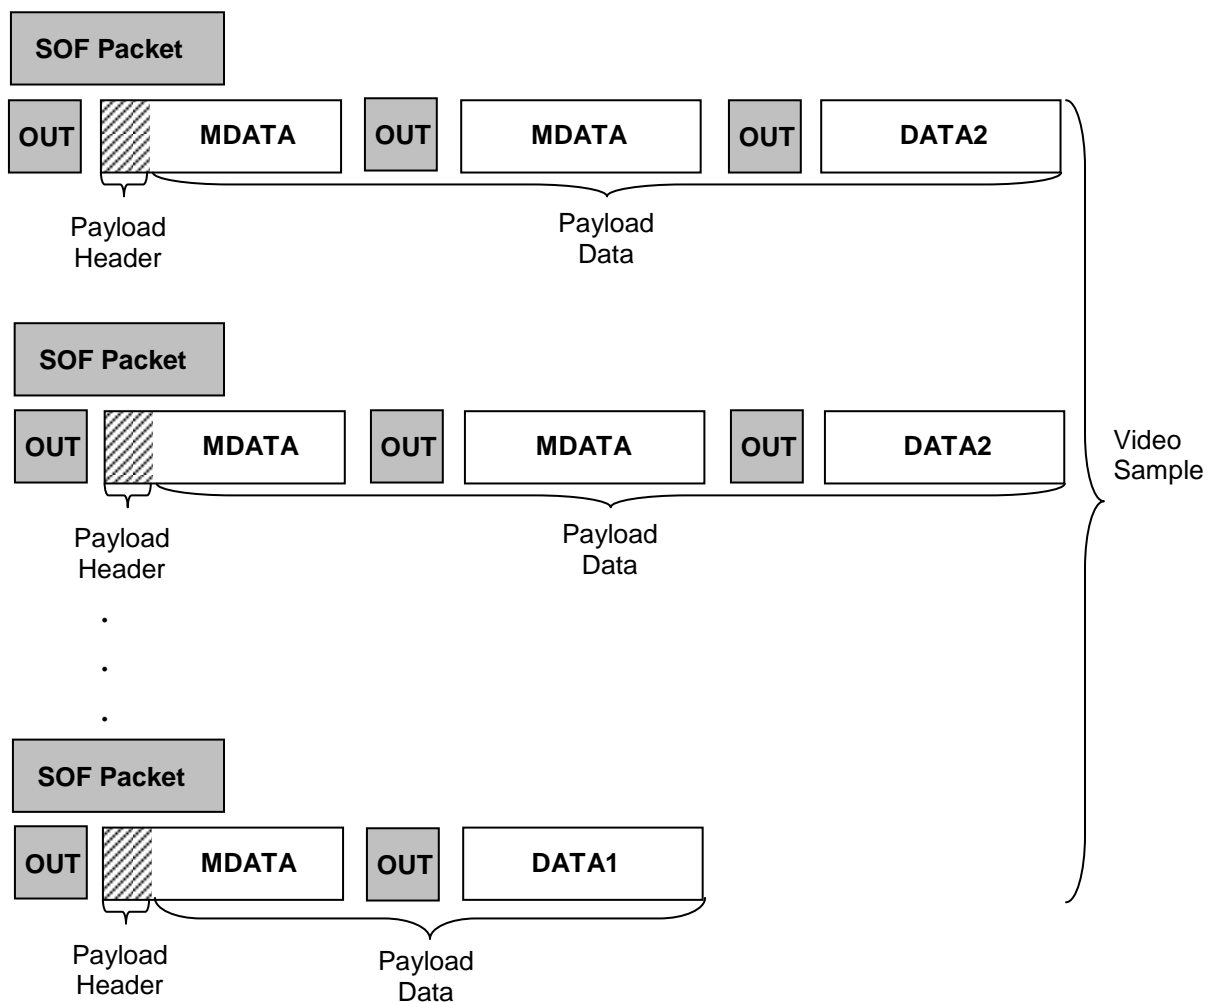 SOF Packet
OUT MDATA OUT MDATA OUT DATA2
Payload
Header
Payload
Data
SOF Packet
OUT MDATA OUT MDATA OUT DATA2
Payload
Header
Payload
Data
Video
Sample
.
.
.
SOF Packet
OUT MDATA OUT DATA1
Payload
Header
Payload
Data